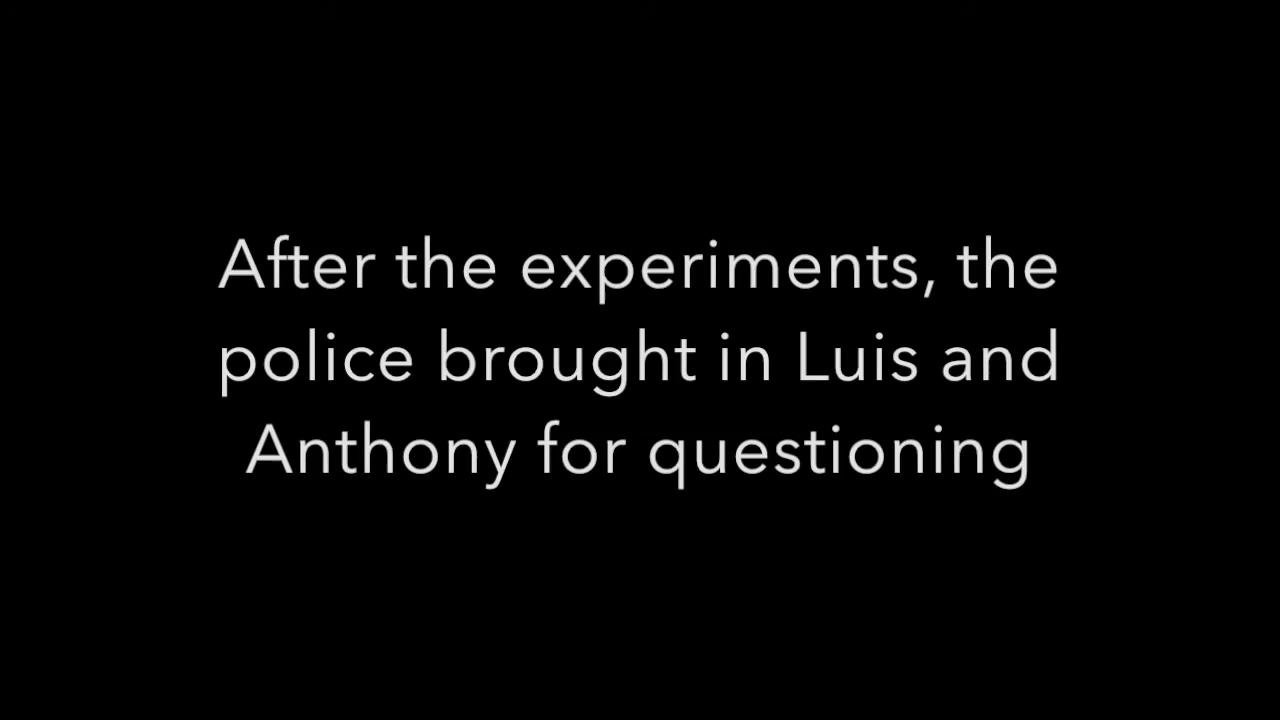 After the experiments, the
police brought in Luis and
Anthony for questioning